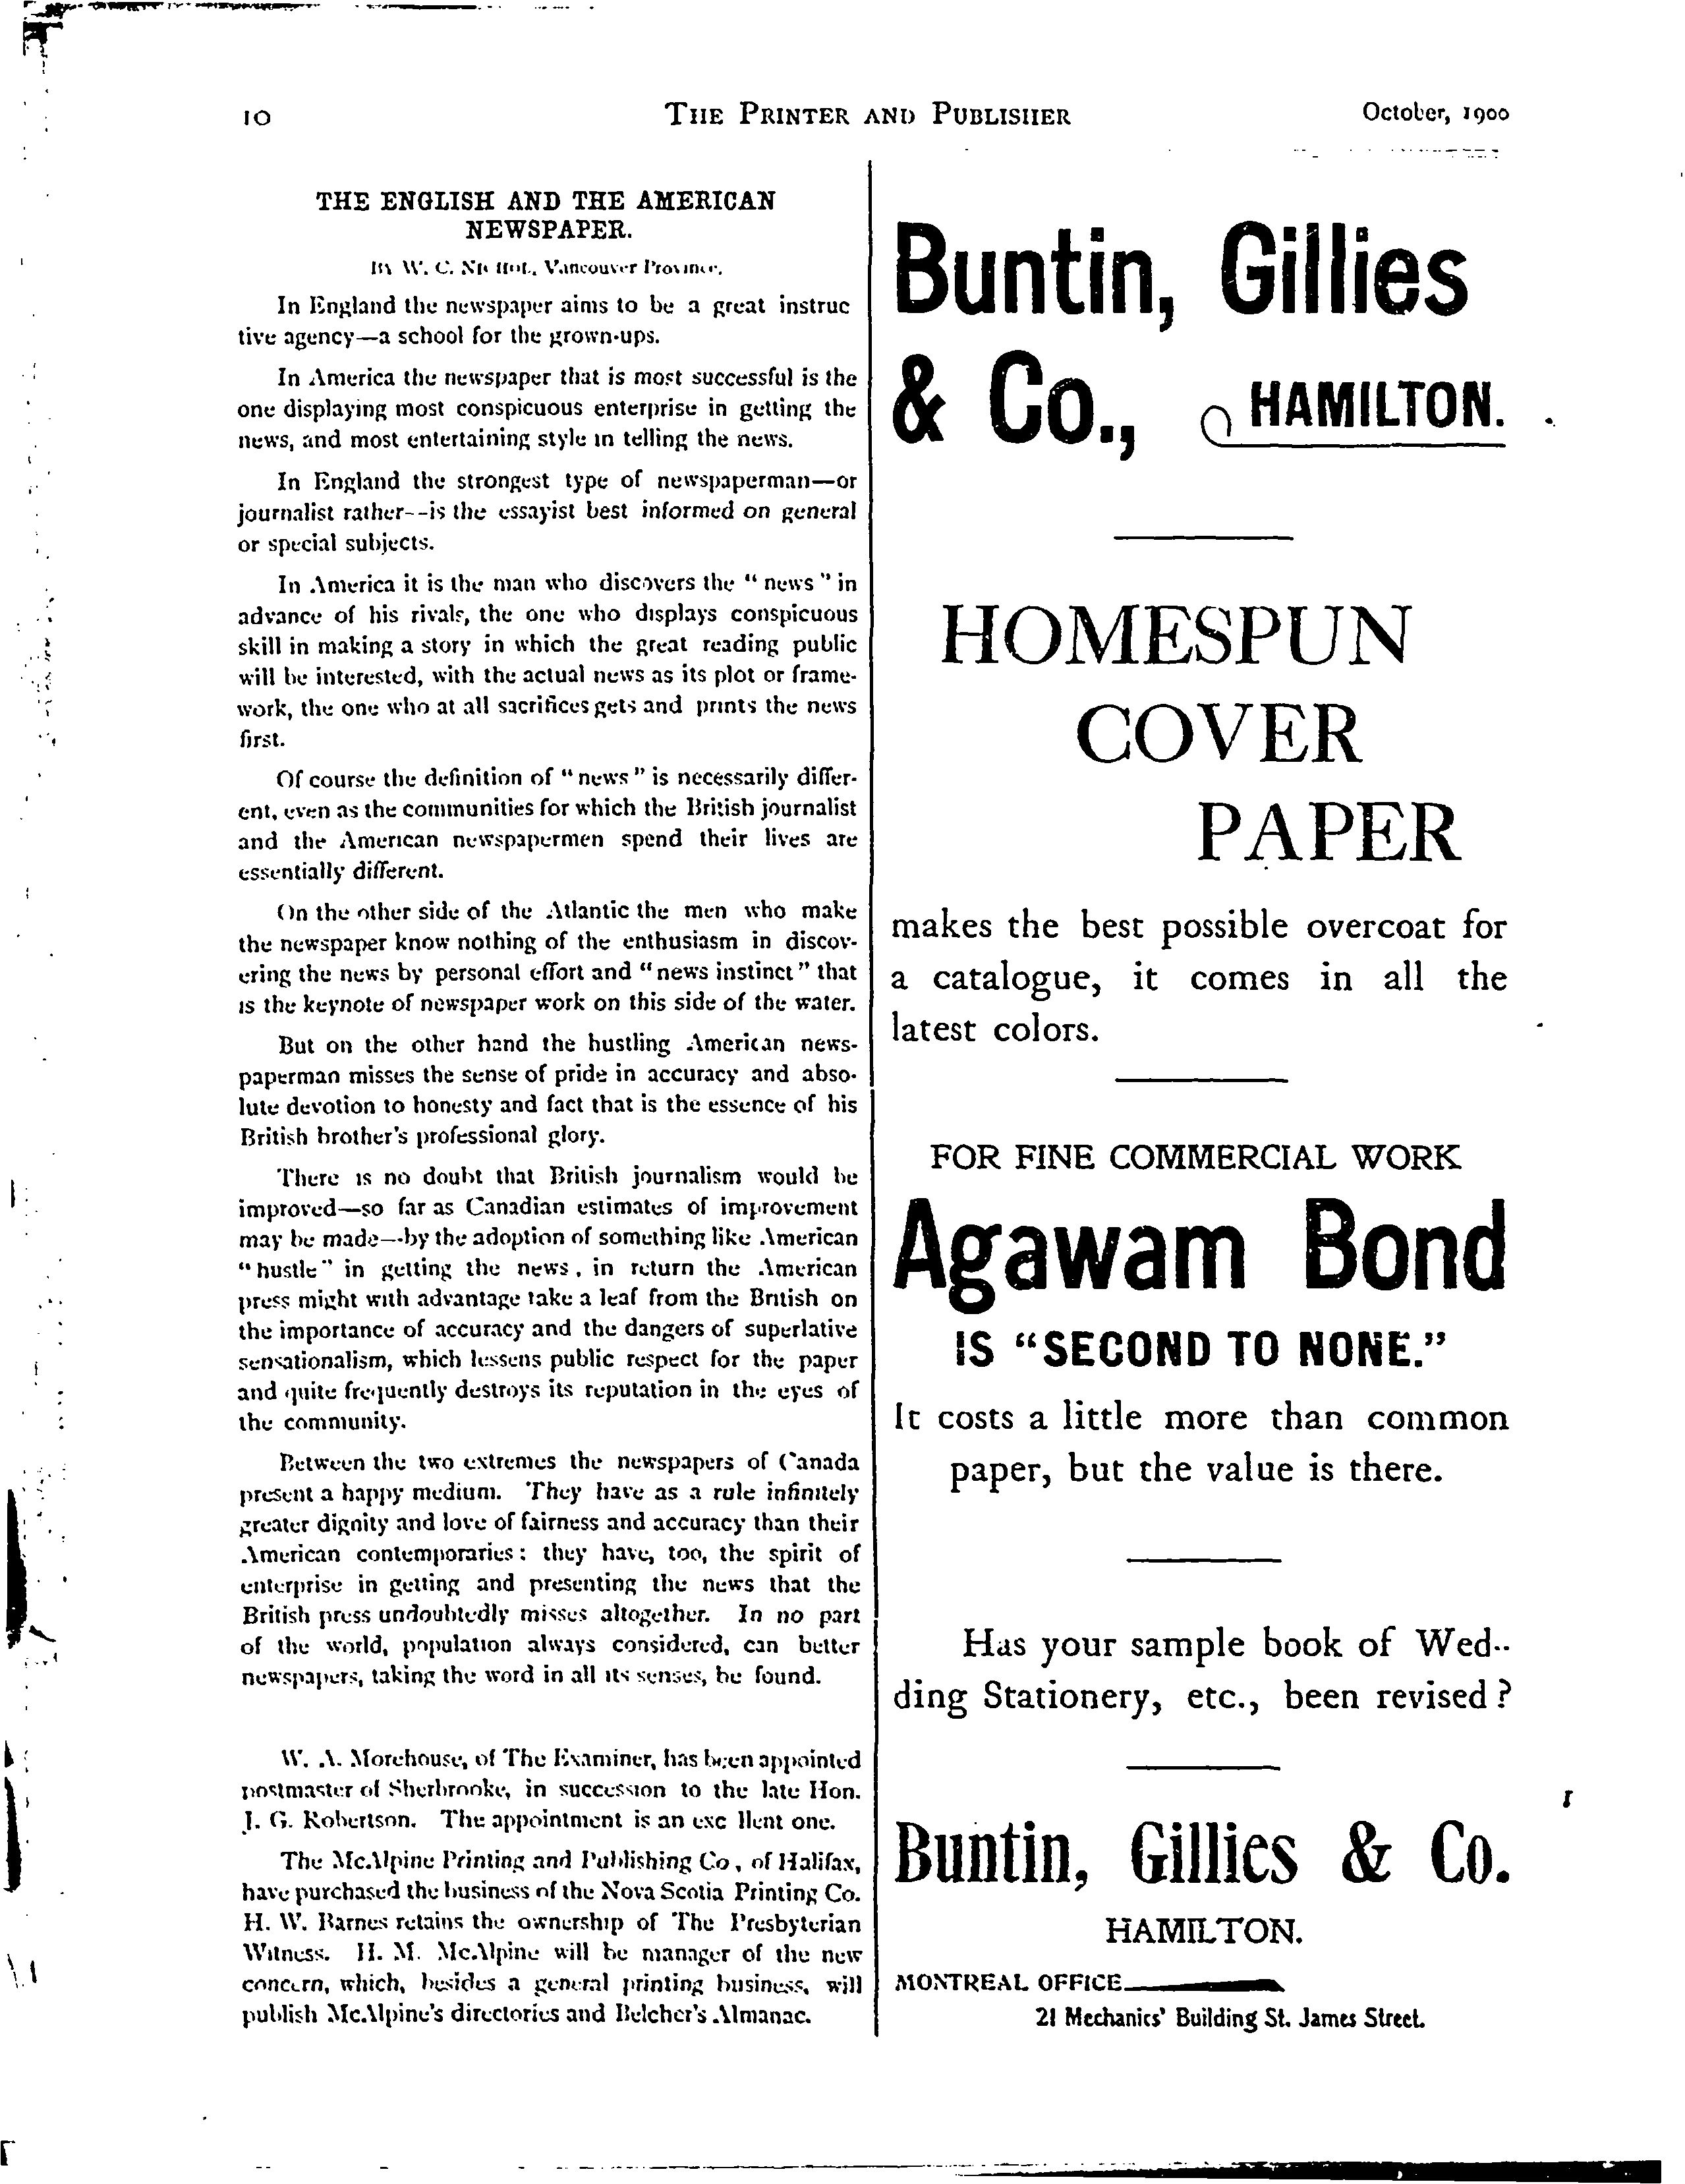 10
THE PRINTER AND PUBLISHER
October, 1900
THE ENGLISH AND THE AMERICAN
NEWSPAPER.
By W. C. Nichol, Vancouver Province.
In England the newspaper aims to be a great instruc
tive agency—a school for the grown-ups.
In America the newspaper that is most successful is the
one displaying most conspicuous enterprise in getting the
news, and most entertaining style in telling the news.
In England the strongest type of newspaperman—or
journalist rather--is the essayist best informed on general
or special subjects.
In America it is the man who discovers the "news" in
advance of his rivals, the one who displays conspicuous
skill in making a story in which the great reading public
will be interested, with the actual news as its plot or frame-
work, the one who at all sacrifices gets and prints the news
first.
Of course the definition of "news" is necessarily differ-
ent, even as the communities for which the British journalist
and the American newspapermen spend their lives are
essentially different.
On the other side of the Atlantic the men who make
the newspaper know nothing of the enthusiasm in discov-
ering the news by personal effort and "news instinct" that
is the keynote of newspaper work on this side of the water.
But on the other hand the hustling American news-
paperman misses the sense of pride in accuracy and abso-
lute devotion to honesty and fact that is the essence of his
British brother's professional glory.
There is no doubt that British journalism would be
improved—so far as Canadian estimates of improvement
may be made—by the adoption of something like American
"hustle" in getting the news, in return the American
press might with advantage take a leaf from the British on
the importance of accuracy and the dangers of superlative
sensationalism, which lessens public respect for the paper
and quite frequently destroys its reputation in the eyes of
the community.
Between the two extremes the newspapers of Canada
present a happy medium. They have as a rule infinitely
greater dignity and love of fairness and accuracy than their
American contemporaries: they have, too, the spirit of
enterprise in getting and presenting the news that the
British press undoubtedly misses altogether. In no part
of the world, population always considered, can better
newspapers, taking the word in all its senses, be found.
W. A. Morehouse, of The Examiner, has been appointed
postmaster of Sherbrooke, in succession to the late Hon.
J. G. Robertson. The appointment is an exc llent one.
The McAlpine Printing and Publishing Co, of Halifax,
have purchased the business of the Nova Scotia Printing Co.
H. W. Barnes retains the ownership of The Presbyterian
Witness. H. M. McAlpine will be manager of the new
concern, which, besides a general printing business, will
publish McAlpine's directories and Belcher's Almanac.
Buntin, Gillies
& Co., HAMILTON.
HOMESPUN
COVER
PAPER
makes the best possible overcoat for
a catalogue, it comes in all the
latest colors.
FOR FINE COMMERCIAL WORK
Agawam Bond
IS "SECOND TO NONE."
It costs a little more than common
paper, but the value is there.
Has your sample book of Wed-
ding Stationery, etc., been revised?
Buntin, Gillies & Co.
HAMILTON.
MONTREAL OFFICE
21 Mechanics' Building St. James Street.